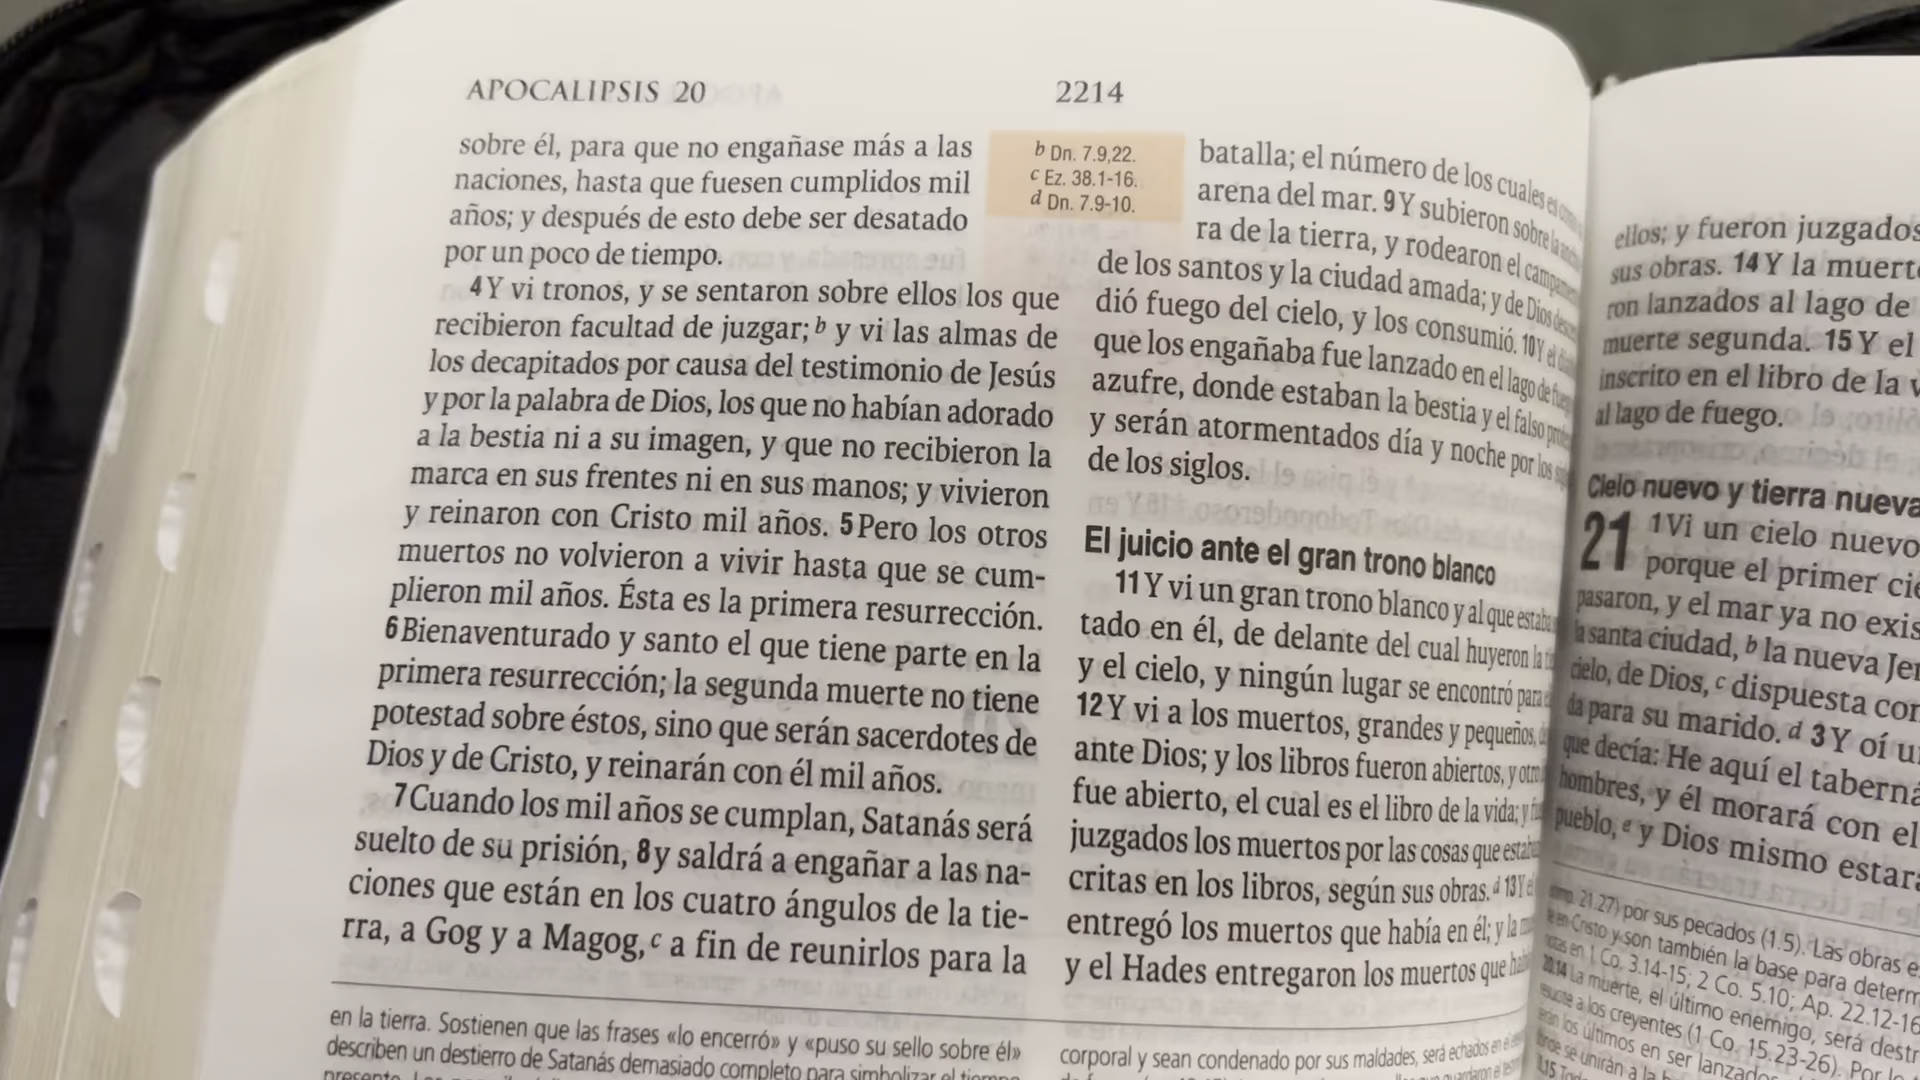 APOCALIPSIS 20
2214
sobre él, para que no engañase más a las
naciones, hasta que fuesen cumplidos mil
años; y después de esto debe ser desatado
por un poco de tiempo.
4 Y vi tronos, y se sentaron sobre ellos los que
recibieron facultad de juzgar; b y vi las almas de
los decapitados por causa del testimonio de Jesús
y por la palabra de Dios, los que no habían adorado
a la bestia ni a su imagen, y que no recibieron la
marca en sus frentes ni en sus manos; y vivieron
y reinaron con Cristo mil años. 5 Pero los otros
muertos no volvieron a vivir hasta que se cum-
plieron mil años. Ésta es la primera resurrección.
6 Bienaventurado y santo el que tiene parte en la
primera resurrección; la segunda muerte no tiene
potestad sobre éstos, sino que serán sacerdotes de
Dios y de Cristo, y reinarán con él mil años.
7 Cuando los mil años se cumplan, Satanás será
suelto de su prisión, 8 y saldrá a engañar a las na-
ciones que están en los cuatro ángulos de la tie-
rra, a Gog y a Magog, c a fin de reunirlos para la
en la tierra. Sostienen que las frases «lo encerró» y «puso su sello sobre él»
describen un destierro de Satanás demasiado completo para simbolizar el tiempo
b Dn. 7.9,22.
c Ez. 38.1-16.
d Dn. 7.9-10.
batalla; el número de los cuales es
arena del mar. 9 Y subieron sobre la
ra de la tierra, y rodearon el
de los santos y la ciudad amada; y de Dios
dió fuego del cielo, y los consumió. 10 Y el
que los engañaba fue lanzado en el lago de
azufre, donde estaban la bestia y el falso
y serán atormentados día y noche por los
de los siglos.
El juicio ante el gran trono blanco
11 Y vi un gran trono blanco y al que
tado en él, de delante del cual huyeron la
y el cielo, y ningún lugar se encontró para
12 Y vi a los muertos, grandes y pequeños,
ante Dios; y los libros fueron abiertos, y
fue abierto, el cual es el libro de la vida; y
juzgados los muertos por las cosas que
critas en los libros, según sus obras. d 13 Y el
entregó los muertos que había en él; y la
y el Hades entregaron los muertos que
corporal y sean condenado por sus maldades, será echados en el
ellos; y fueron juzgados
sus obras. 14 Y la
ron lanzados al lago de
muerte segunda. 15 Y el
inscrito en el libro de la
al lago de fuego.
Cielo nuevo y tierra nueva
21 1 Vi un cielo nuevo
porque el primer
pasaron, y el mar ya no
la santa ciudad, b la nueva
cielo, de Dios, c dispuesta
da para su marido. d 3 Y oí
que decía: He aquí el
hombres, y él morará con
pueblo, e y Dios mismo
21.27) por sus pecados (1.5). Las obras
en Cristo y son también la base para
en 1 Co. 3.14-15; 2 Co. 5.10; Ap. 22.12-16
20.14 La muerte, el último enemigo, será
a los creyentes (1 Co. 15.23-26). Por
los últimos en ser
se unirán a la